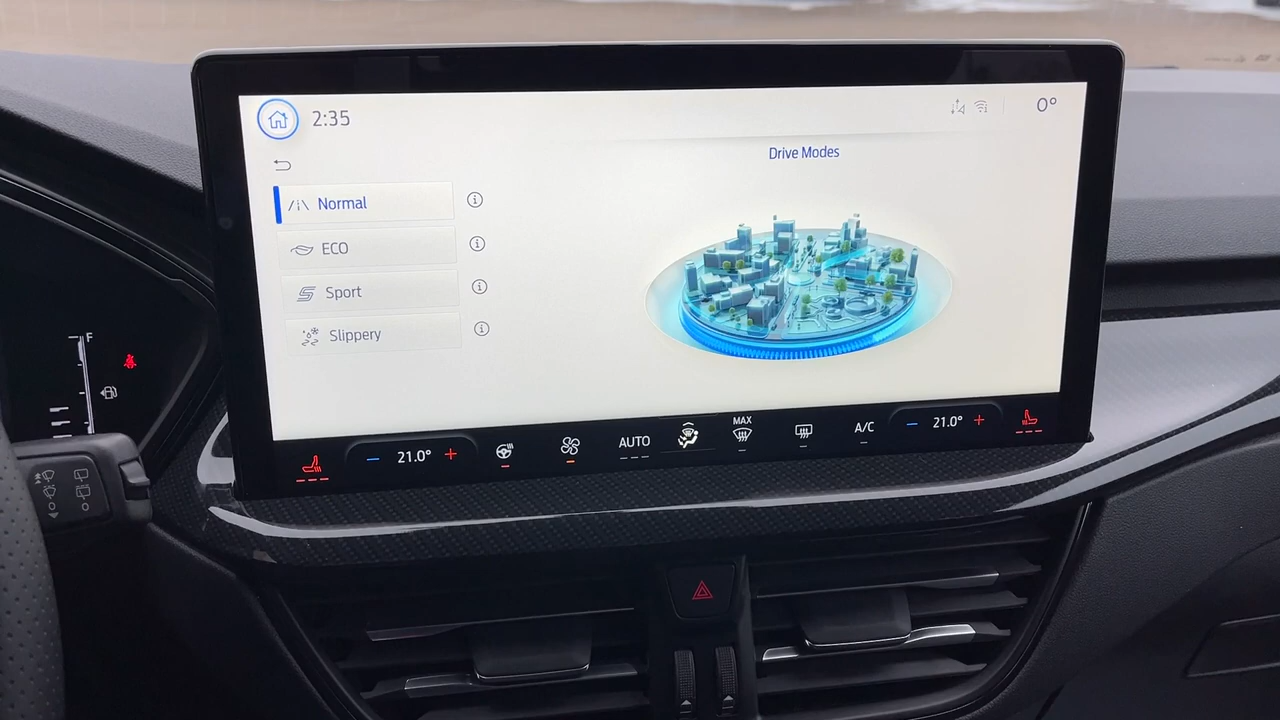 2:35
0°
Drive Modes
Normal
ECO
Sport
Slippery
F
21.0°
AUTO
MAX
A/C
21.0°